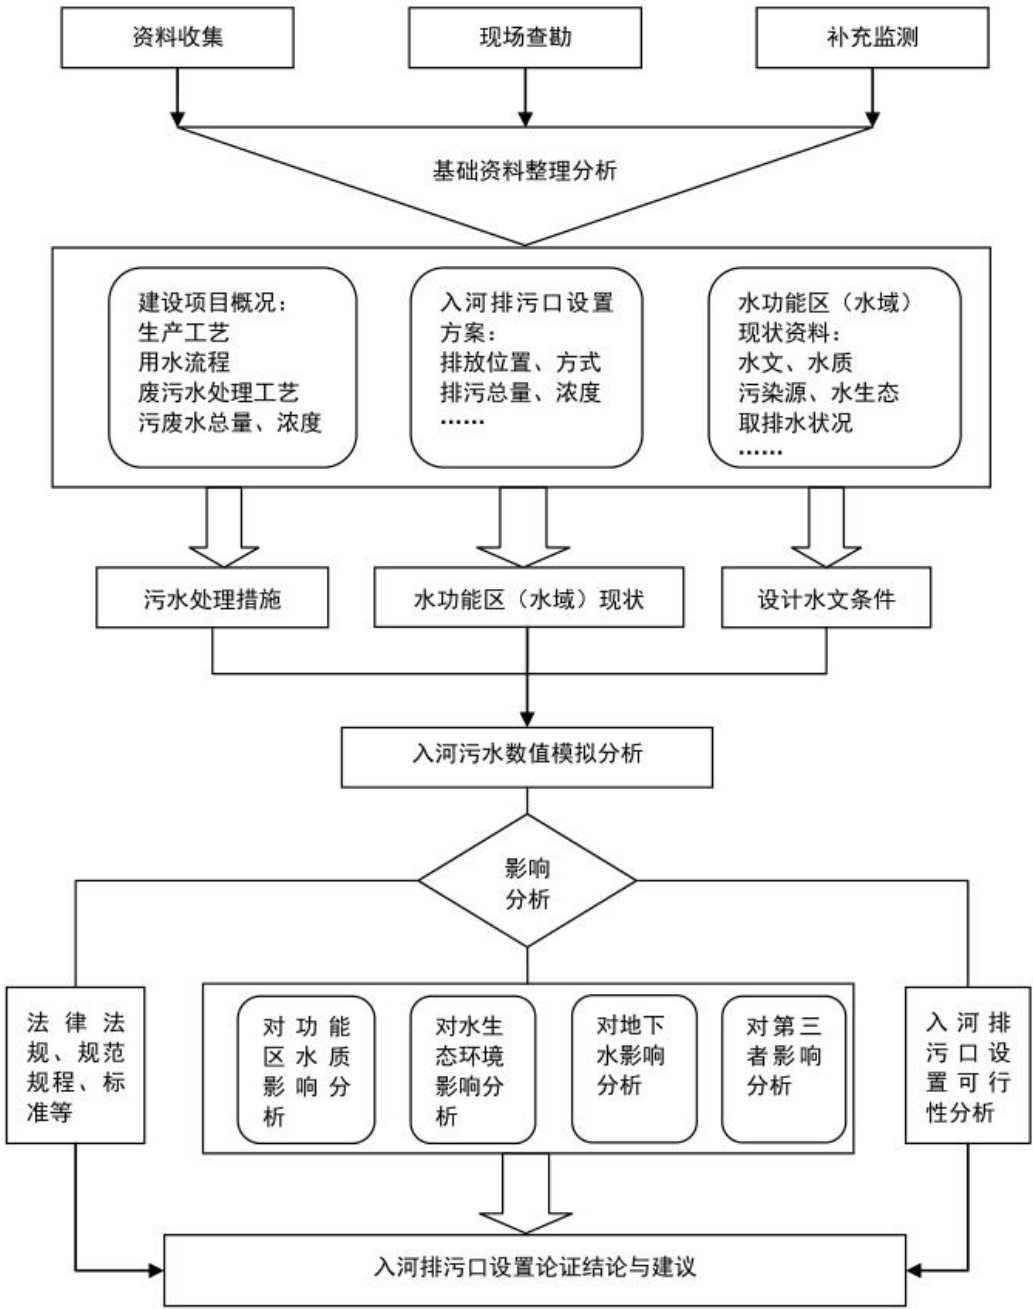 资料收集
现场查勘
补充监测
基础资料整理分析
建设项目概况：
生产工艺
用水流程
废污水处理工艺
污废水总量、浓度
入河排污口设置
方案：
排放位置、方式
排污总量、浓度
……
水功能区（水域）
现状资料：
水文、水质
污染源、水生态
取排水状况
……
污水处理措施
水功能区（水域）现状
设计水文条件
入河污水数值模拟分析
影响
分析
法律法
规、规范
规程、标
准等
对功能
区水质
影响分
析
对水生
态环境
影响分
析
对地下
水影响
分析
对第三
者影响
分析
入河排
污口设
置可行
性分析
入河排污口设置论证结论与建议